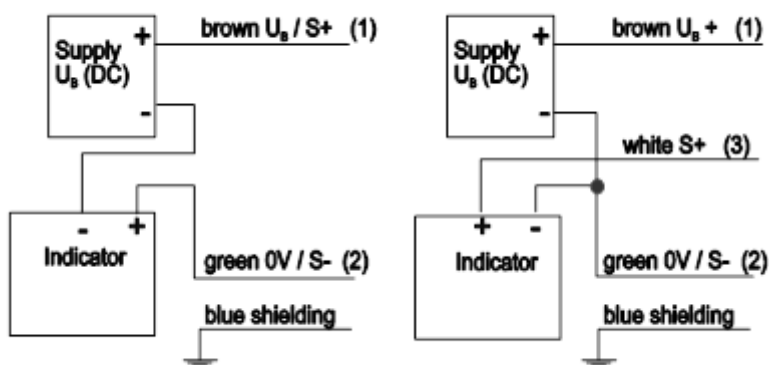 + brown U_B / S+ (1)
Supply
U_B (DC)
-
- +
Indicator
green 0V / S- (2)
blue shielding
+ brown U_B + (1)
Supply
U_B (DC)
-
white S+ (3)
+ -
Indicator
green 0V / S- (2)
blue shielding